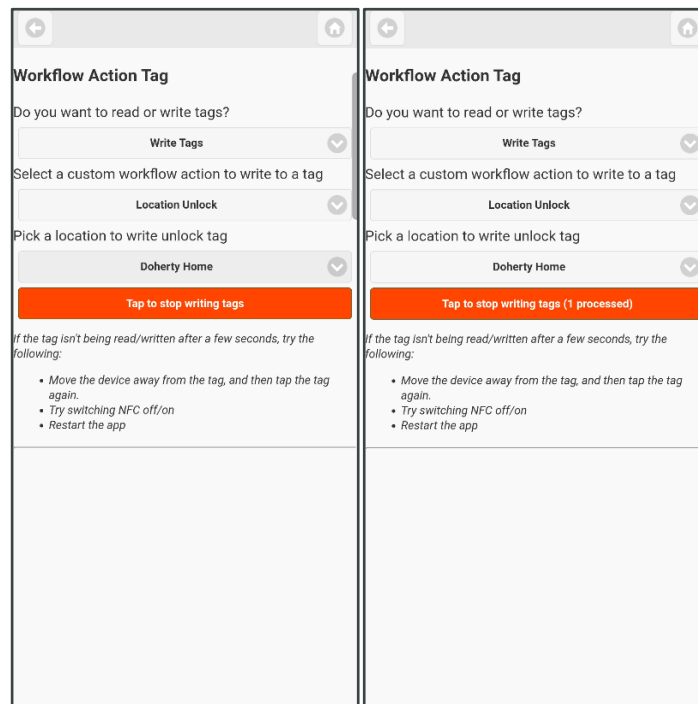 Workflow Action Tag
Do you want to read or write tags?
Write Tags
Select a custom workflow action to write to a tag
Location Unlock
Pick a location to write unlock tag
Doherty Home
Tap to stop writing tags
If the tag isn't being read/written after a few seconds, try the
following:
• Move the device away from the tag, and then tap the tag
again.
• Try switching NFC off/on
• Restart the app
Workflow Action Tag
Do you want to read or write tags?
Write Tags
Select a custom workflow action to write to a tag
Location Unlock
Pick a location to write unlock tag
Doherty Home
Tap to stop writing tags (1 processed)
If the tag isn't being read/written after a few seconds, try the
following:
• Move the device away from the tag, and then tap the tag
again.
• Try switching NFC off/on
• Restart the app